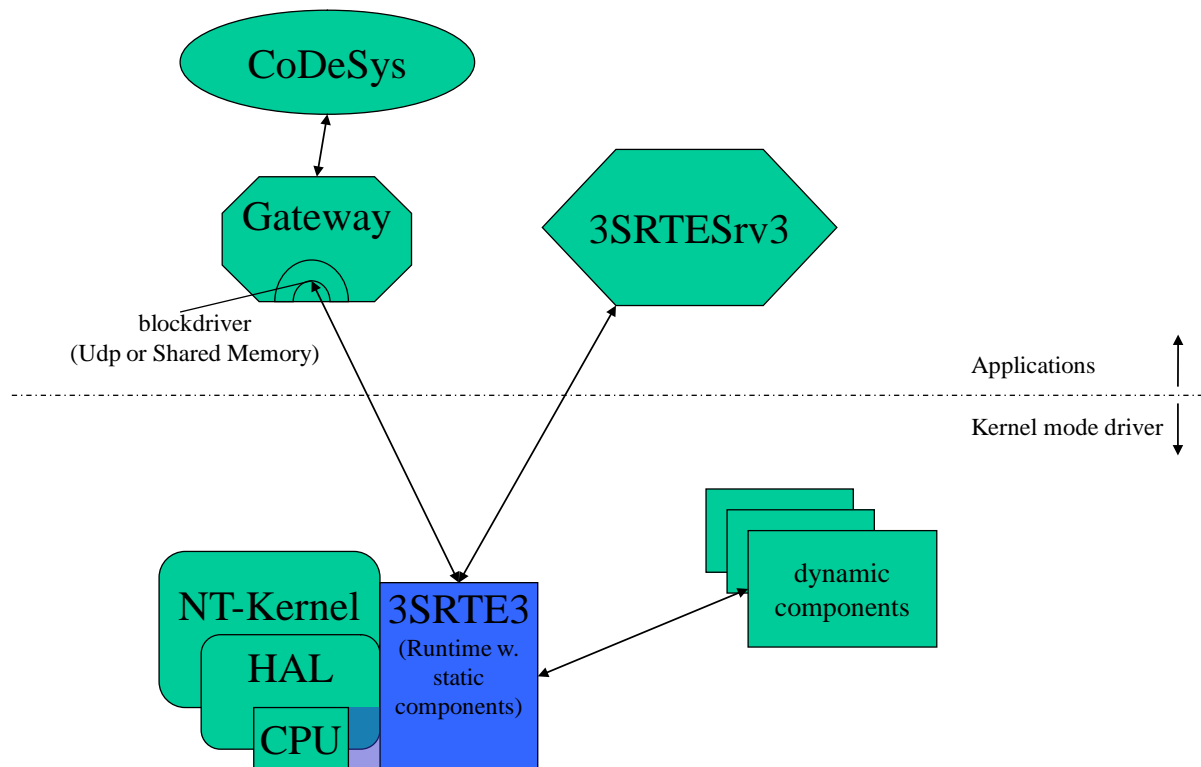 CoDeSys
Gateway
3SRTESrv3
blockdriver
(Udp or Shared Memory)
Applications
Kernel mode driver
NT-Kernel
HAL
CPU
3SRTE3
(Runtime w.
static
components)
dynamic
components